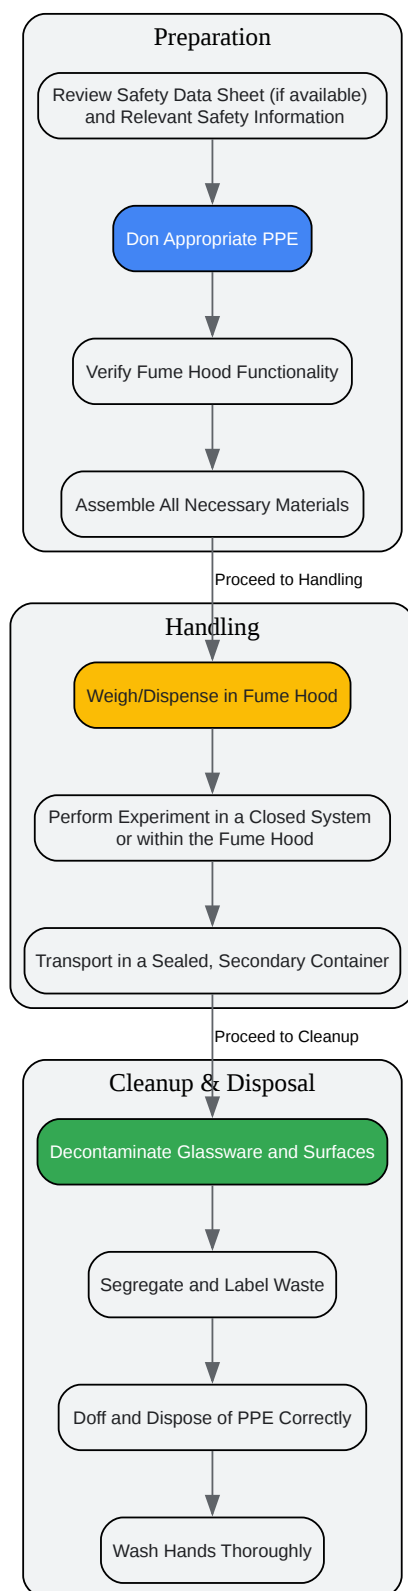 Preparation
Review Safety Data Sheet (if available)
and Relevant Safety Information
Don Appropriate PPE
Verify Fume Hood Functionality
Assemble All Necessary Materials
Proceed to Handling
Handling
Weigh/Dispense in Fume Hood
Perform Experiment in a Closed System
or within the Fume Hood
Transport in a Sealed, Secondary Container
Proceed to Cleanup
Cleanup & Disposal
Decontaminate Glassware and Surfaces
Segregate and Label Waste
Doff and Dispose of PPE Correctly
Wash Hands Thoroughly